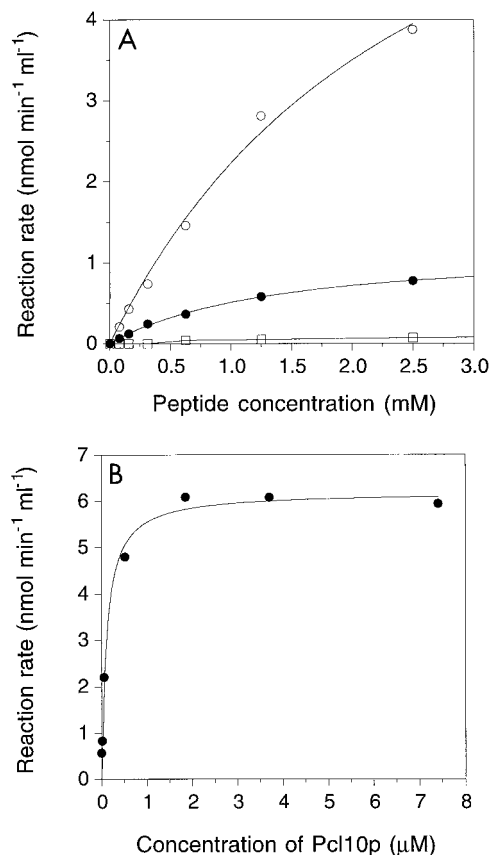 A
4
3
2
1
0
Reaction rate (nmol min⁻¹ ml⁻¹)
0.0 0.5 1.0 1.5 2.0 2.5 3.0
Peptide concentration (mM)
B
7
6
5
4
3
2
1
0
Reaction rate (nmol min⁻¹ ml⁻¹)
0 1 2 3 4 5 6 7 8
Concentration of Pcl10p (μM)